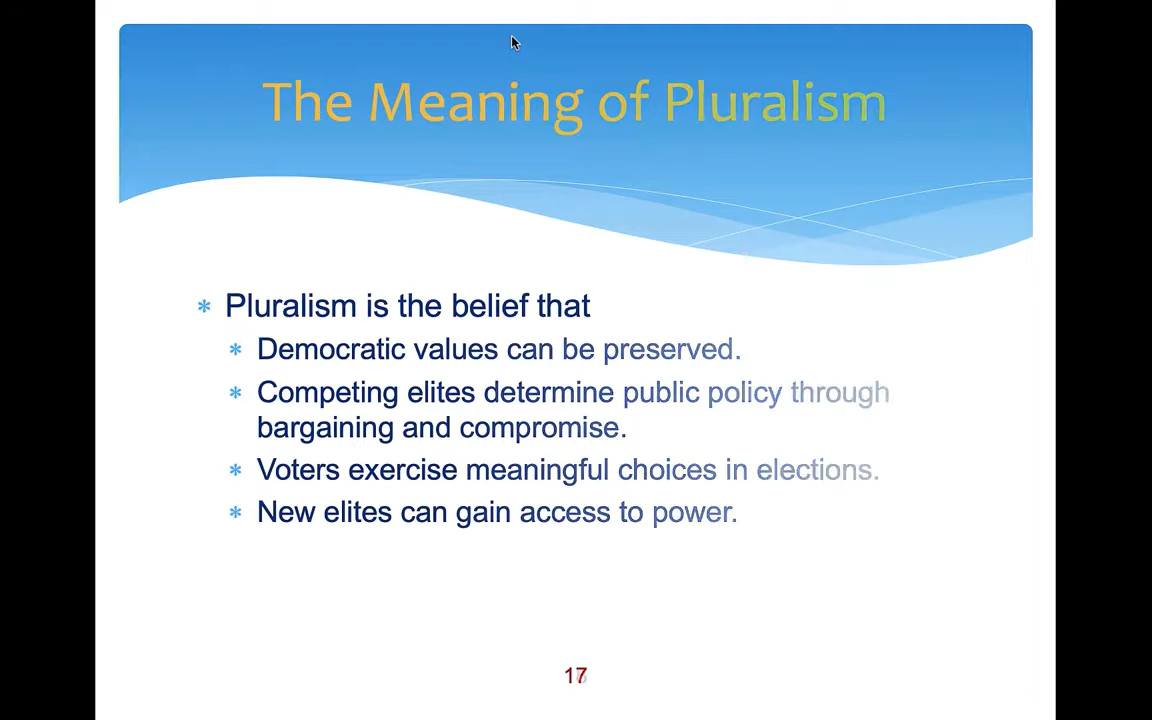 The Meaning of Pluralism
* Pluralism is the belief that
* Democratic values can be preserved.
* Competing elites determine public policy through
bargaining and compromise.
* Voters exercise meaningful choices in elections.
* New elites can gain access to power.
17